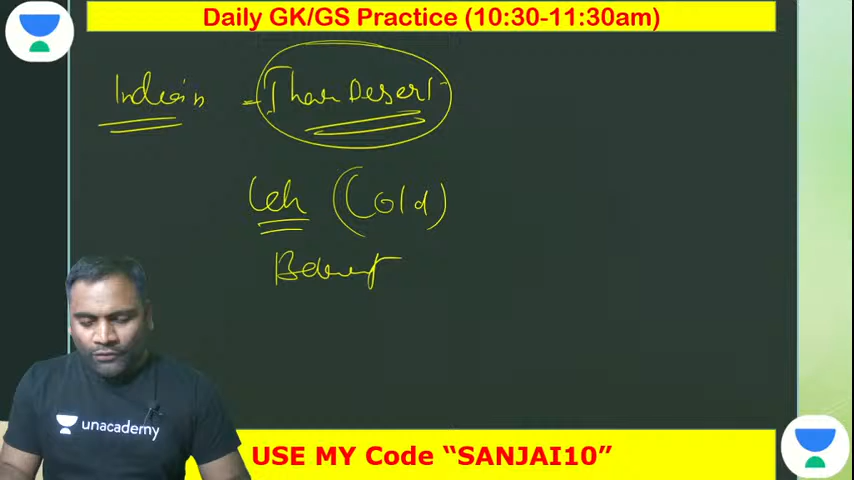 Daily GK/GS Practice (10:30-11:30am)
Indian - Thar Desert
Leh (Cold)
unacademy
USE MY Code “SANJAI10”